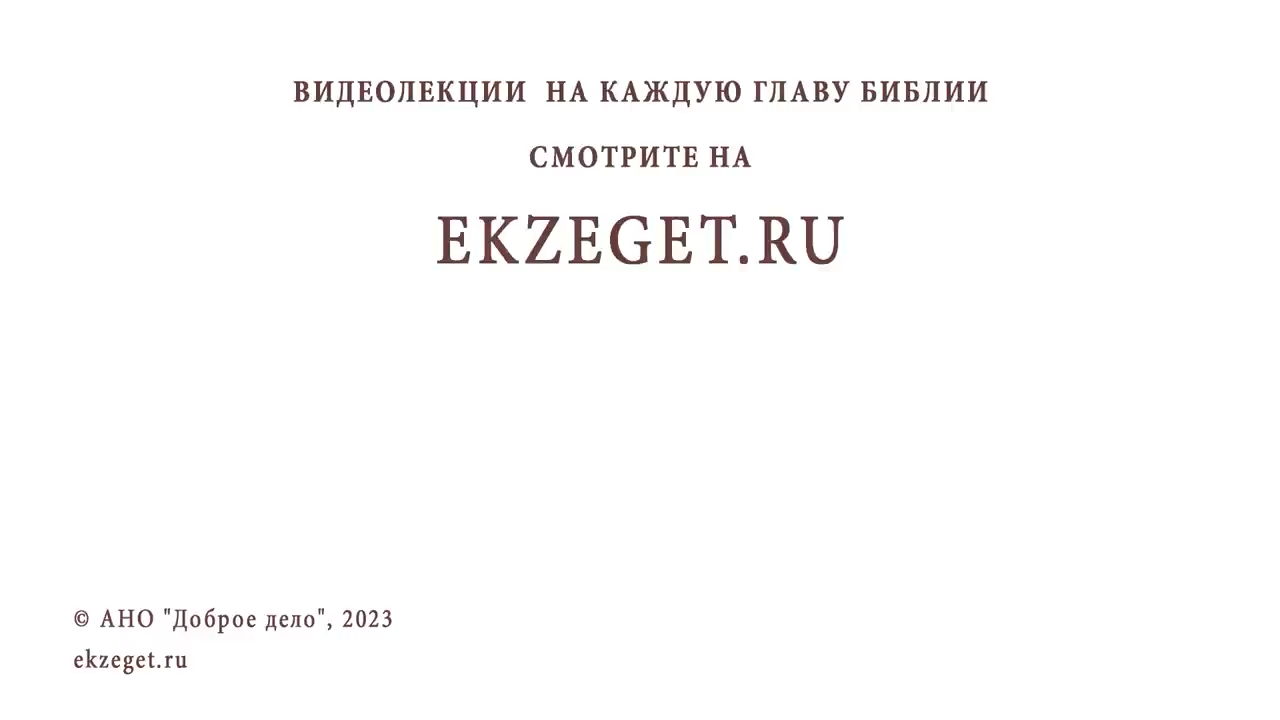 ВИДЕОЛЕКЦИИ НА КАЖДУЮ ГЛАВУ БИБЛИИ
СМОТРИТЕ НА
EKZEGET.RU
© АНО "Доброе дело", 2023
ekzeget.ru